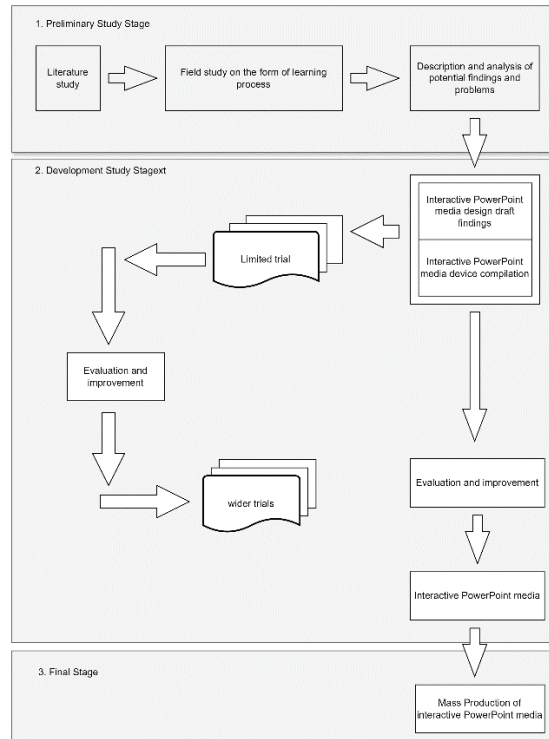 1. Preliminary Study Stage
Literature
study
Field study on the form of learning
process
Description and analysis of
potential findings and
problems
2. Development Study Stagext
Interactive PowerPoint
media design draft
findings
Interactive PowerPoint
media device compilation
Limited trial
Evaluation and
improvement
wider trials
Evaluation and improvement
Interactive PowerPoint media
3. Final Stage
Mass Production of
interactive PowerPoint media